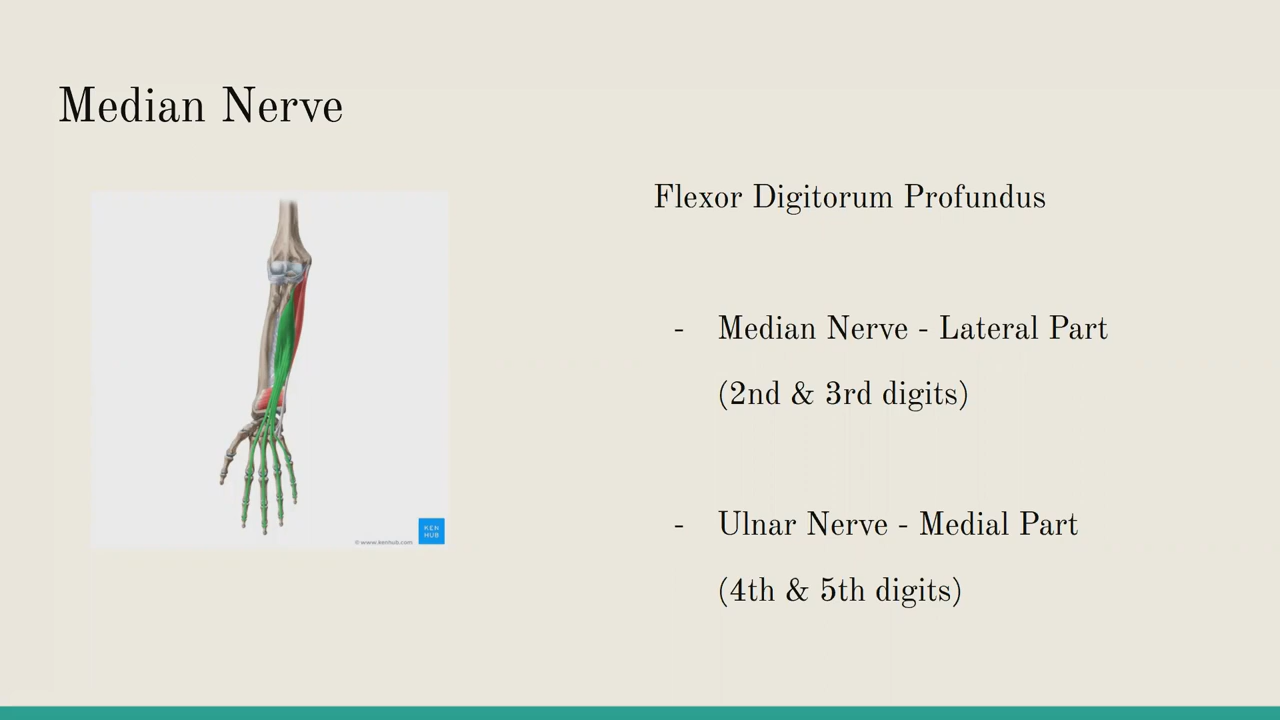 Median Nerve
Flexor Digitorum Profundus
- Median Nerve - Lateral Part
(2nd & 3rd digits)
- Ulnar Nerve - Medial Part
(4th & 5th digits)
KEN
HUB
© www.kenhub.com